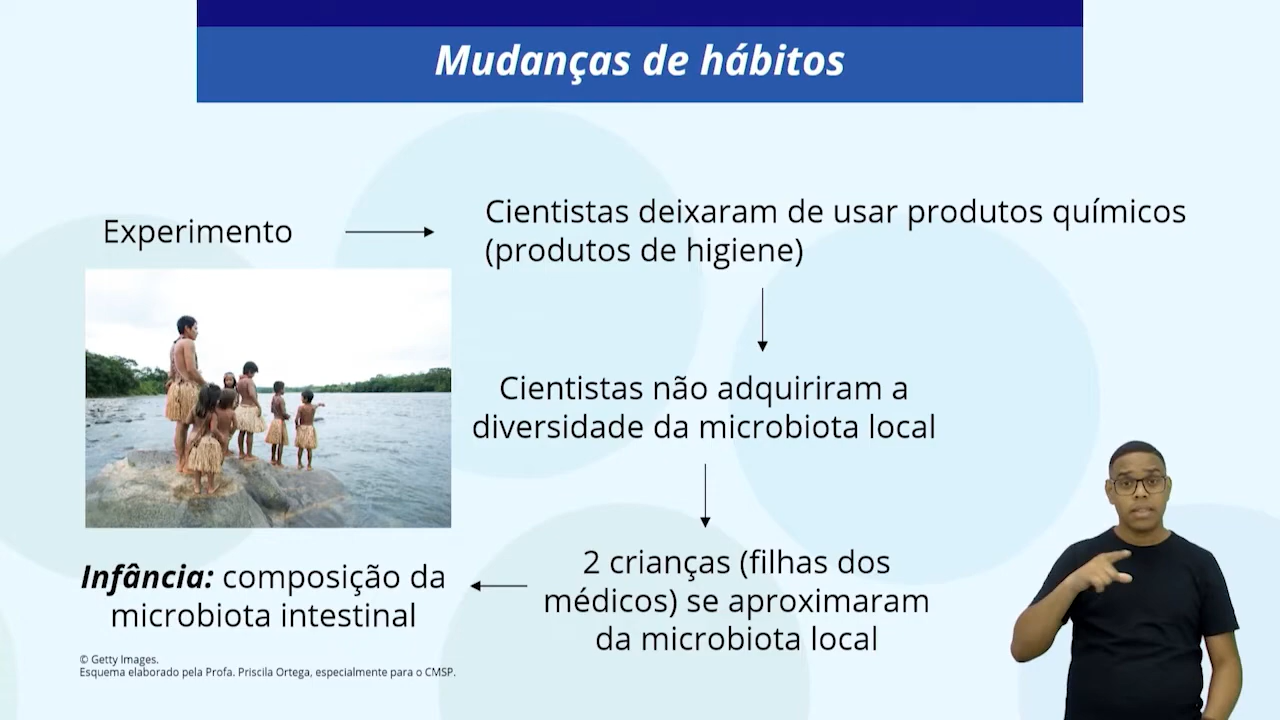 Mudanças de hábitos
Experimento
Cientistas deixaram de usar produtos químicos
(produtos de higiene)
Cientistas não adquiriram a
diversidade da microbiota local
2 crianças (filhas dos
médicos) se aproximaram
da microbiota local
Infância: composição da
microbiota intestinal
© Getty Images.
Esquema elaborado pela Profa. Priscila Ortega, especialmente para o CMSP.